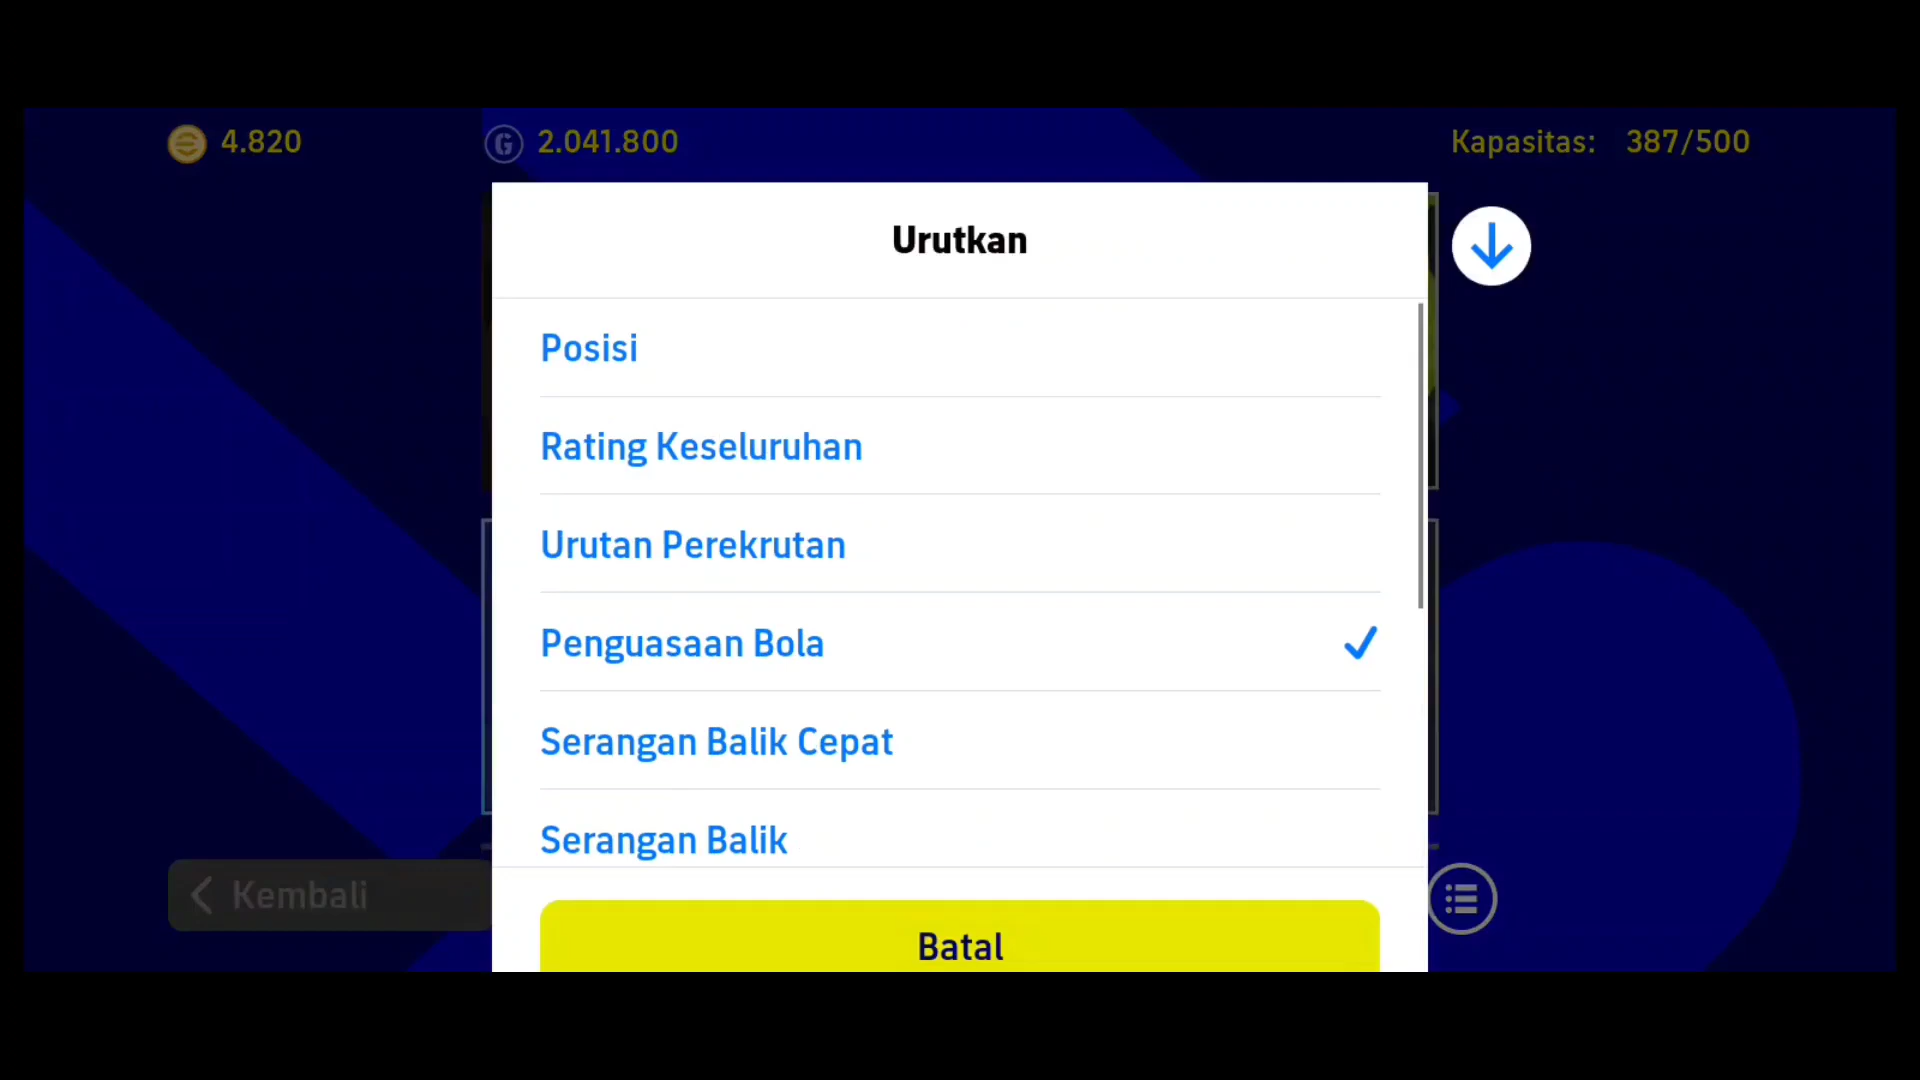 4.820
2.041.800
Kapasitas: 387/500
Urutkan
Posisi
Rating Keseluruhan
Urutan Perekrutan
Penguasaan Bola
Serangan Balik Cepat
Serangan Balik
Kembali
Batal